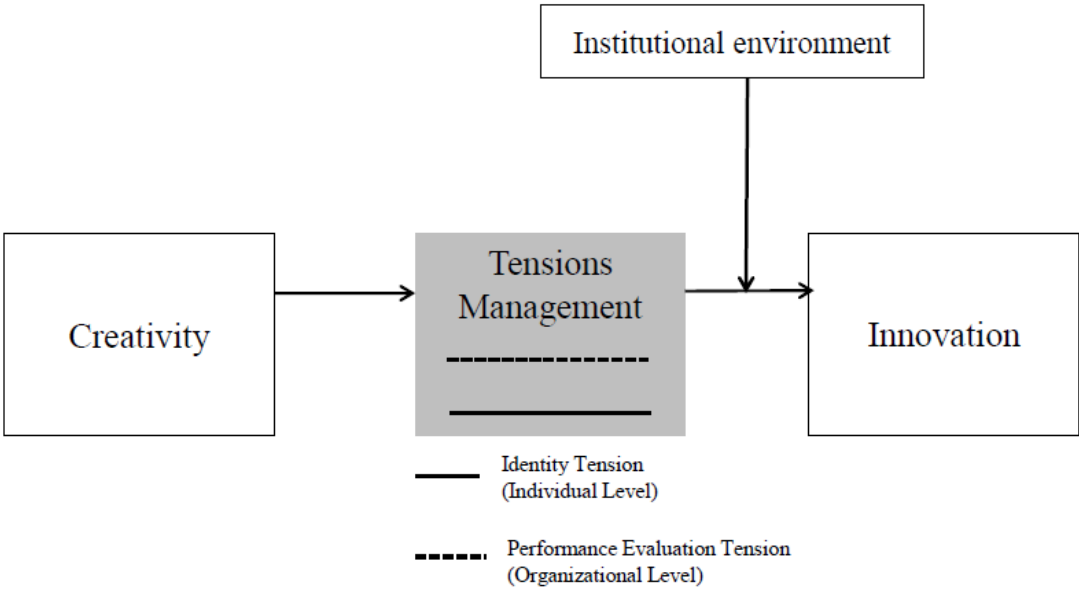 Institutional environment
Creativity
Tensions
Management
Innovation
Identity Tension
(Individual Level)
Performance Evaluation Tension
(Organizational Level)